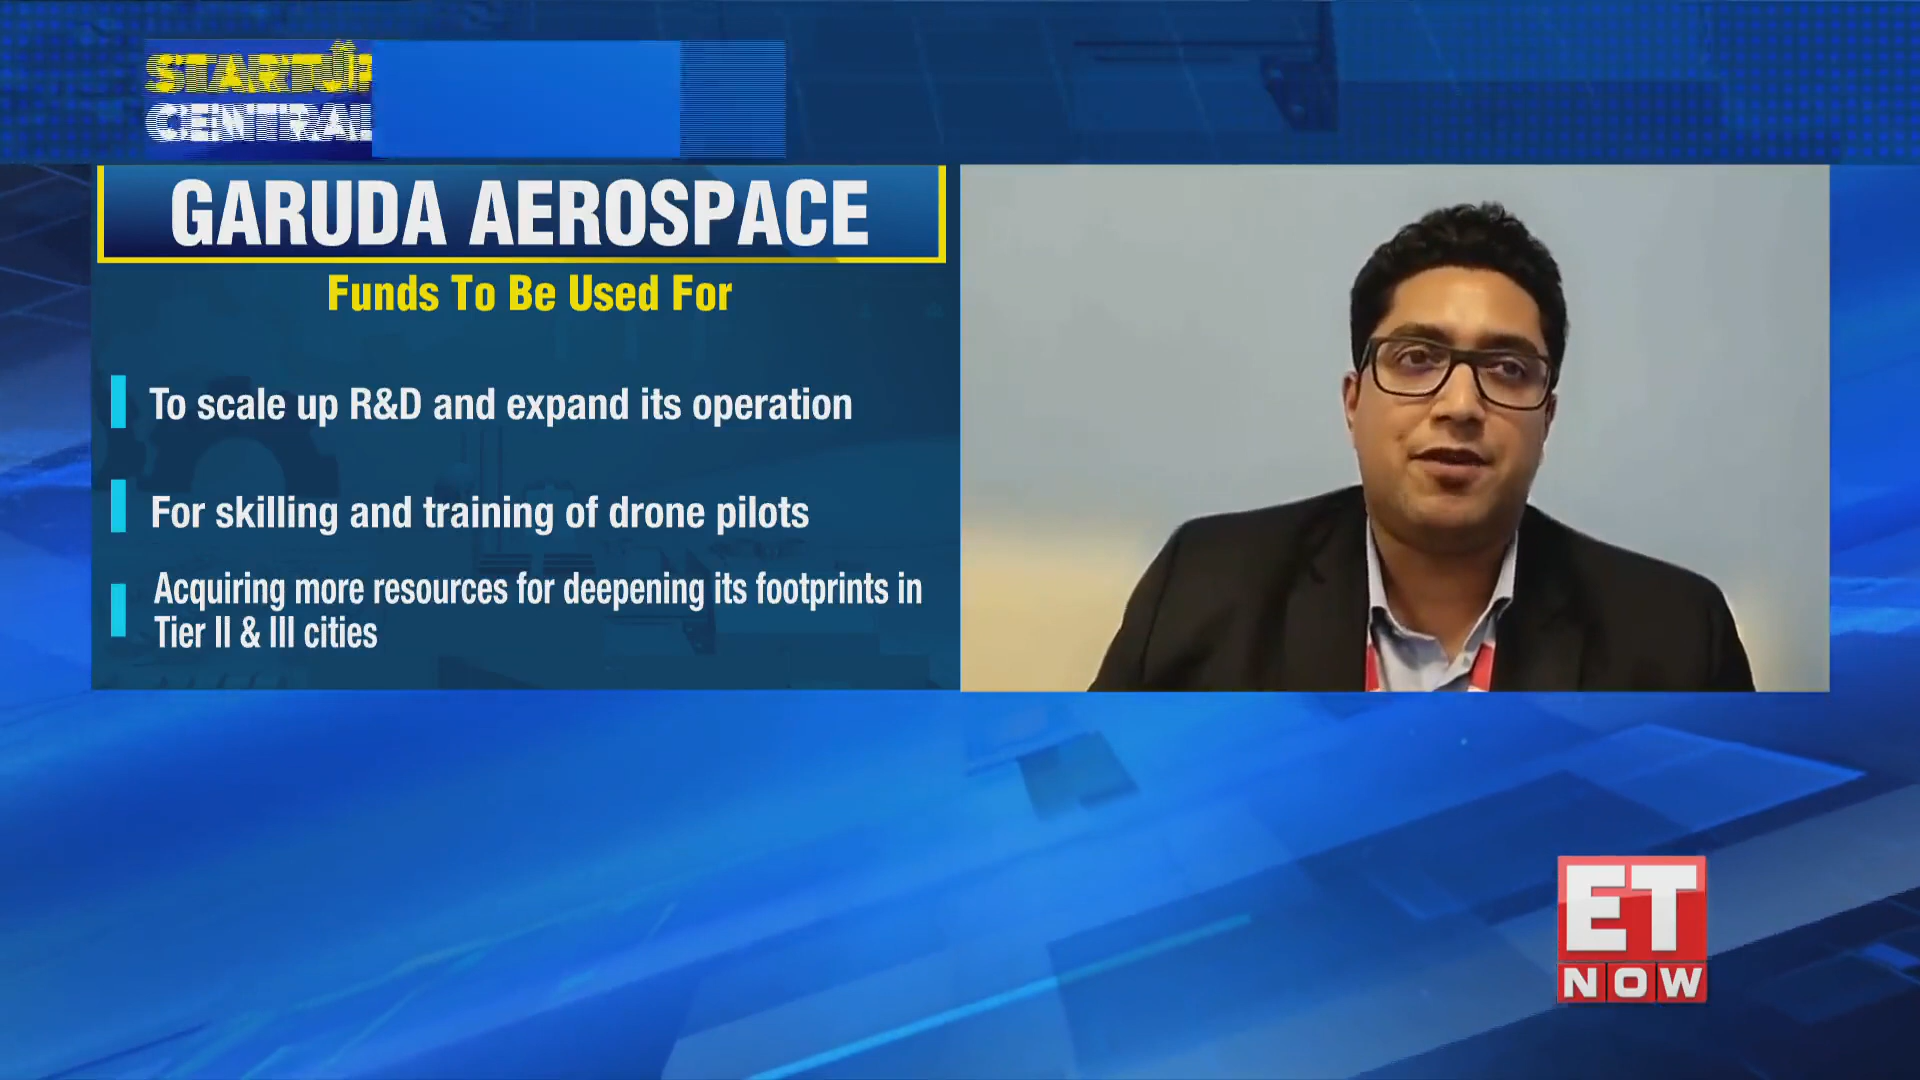 STARTUP
CENTRAL
GARUDA AEROSPACE
Funds To Be Used For
To scale up R&D and expand its operation
For skilling and training of drone pilots
Acquiring more resources for deepening its footprints in
Tier II & III cities
ET
NOW